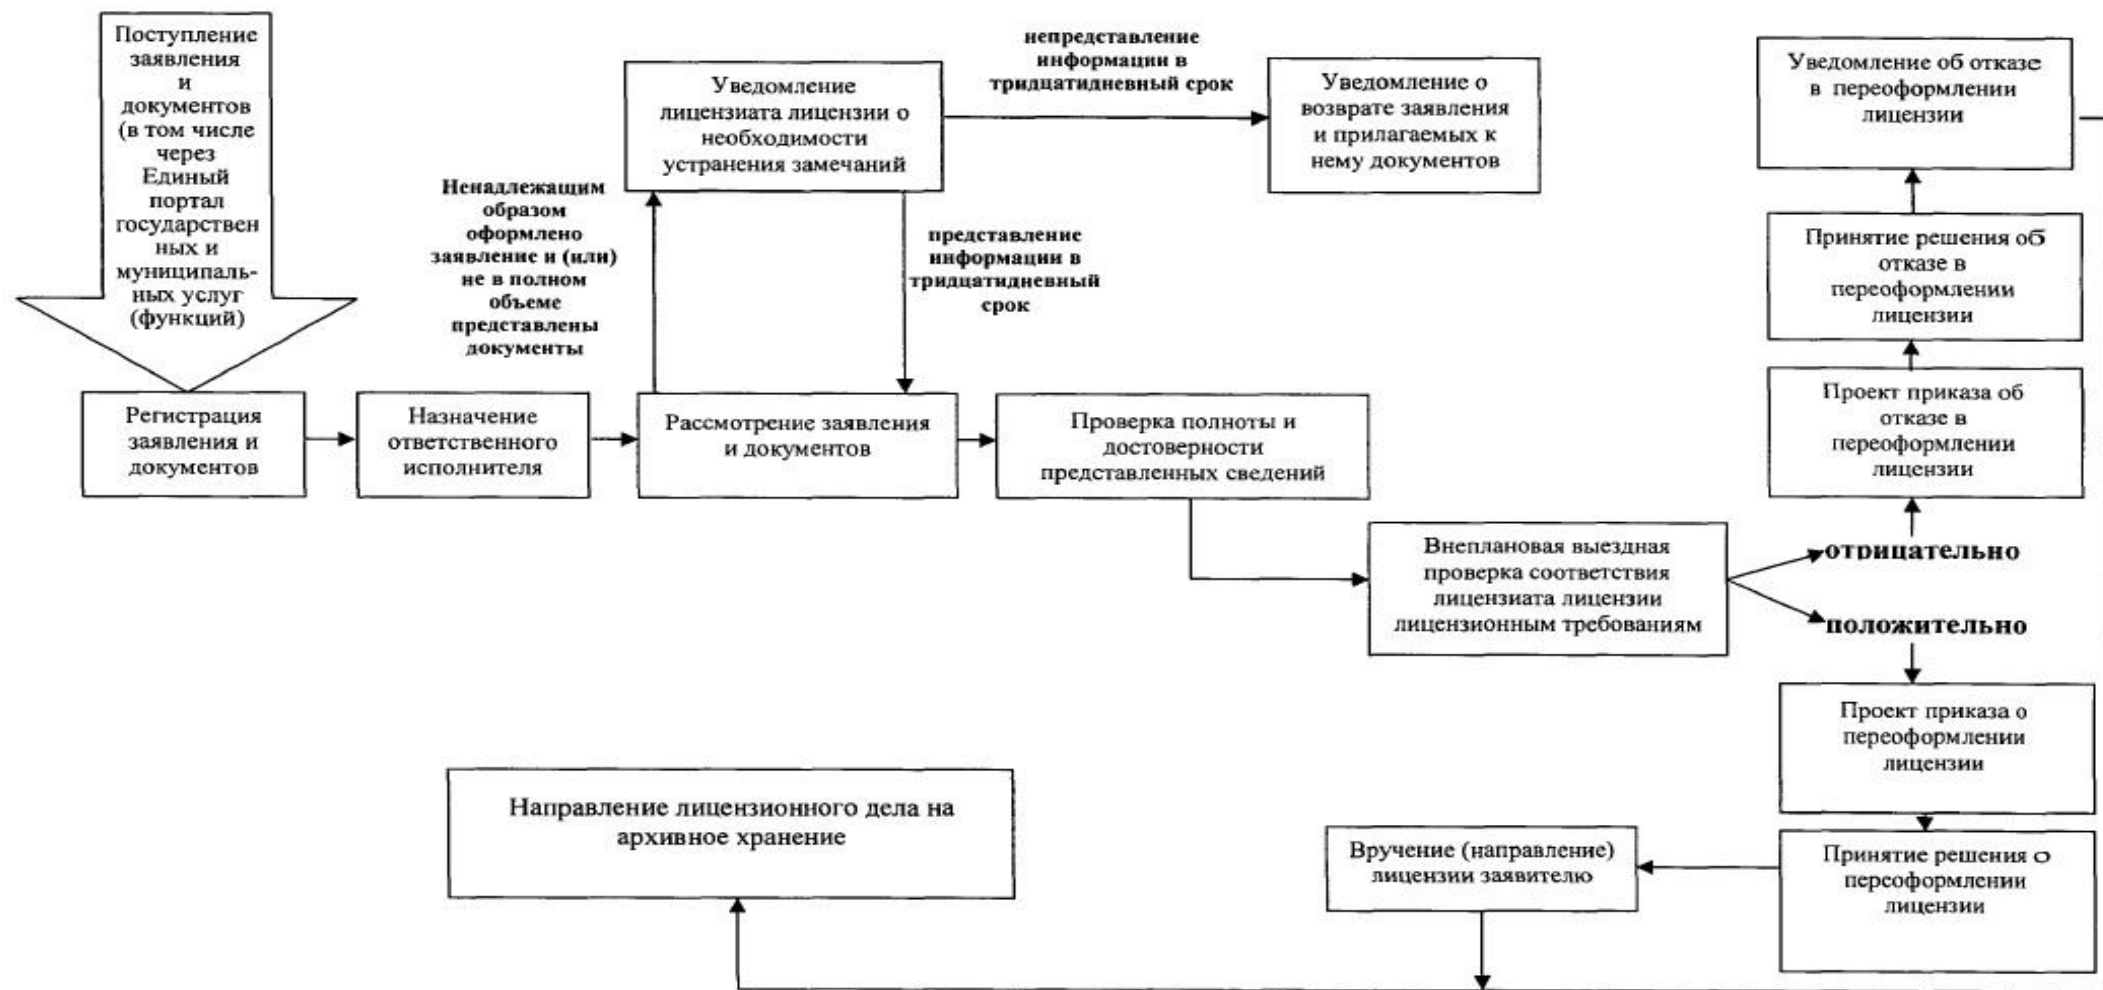 Поступление
заявления
и
документов
(в том числе
через
Единый
портал
государствен
ных и
муниципаль-
ных услуг
(функций)
Регистрация
заявления и
документов
Назначение
ответственного
исполнителя
Ненадлежащим
образом
оформлено
заявление и (или)
не в полном
объеме
представлены
документы
Рассмотрение заявления
и документов
Уведомление
лицензиата лицензии о
необходимости
устранения замечаний
непредставление
информации в
тридцатидневный срок
Уведомление о
возврате заявления
и прилагаемых к
нему документов
представление
информации в
тридцатидневный
срок
Проверка полноты и
достоверности
представленных сведений
Внеплановая выездная
проверка соответствия
лицензиата лицензии
лицензионным требованиям
отрицательно
Проект приказа об
отказе в
переоформлении
лицензии
Принятие решения об
отказе в
переоформлении
лицензии
Уведомление об отказе
в переоформлении
лицензии
положительно
Проект приказа о
переоформлении
лицензии
Принятие решения о
переоформлении
лицензии
Вручение (направление)
лицензии заявителю
Направление лицензионного дела на
архивное хранение